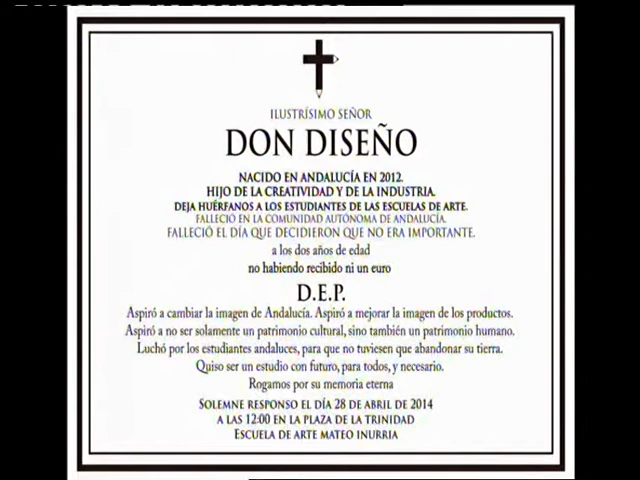 ILUSTRÍSIMO SEÑOR
DON DISEÑO
NACIDO EN ANDALUCÍA EN 2012.
HIJO DE LA CREATIVIDAD Y DE LA INDUSTRIA.
DEJA HUÉRFANOS A LOS ESTUDIANTES DE LAS ESCUELAS DE ARTE.
FALLECIÓ EN LA COMUNIDAD AUTÓNOMA DE ANDALUCÍA.
FALLECIÓ EL DÍA QUE DECIDIERON QUE NO ERA IMPORTANTE.
a los dos años de edad
no habiendo recibido ni un euro
D.E.P.
Aspiró a cambiar la imagen de Andalucía. Aspiró a mejorar la imagen de los productos.
Aspiró a no ser solamente un patrimonio cultural, sino también un patrimonio humano.
Luchó por los estudiantes andaluces, para que no tuviesen que abandonar su tierra.
Quiso ser un estudio con futuro, para todos, y necesario.
Rogamos por su memoria eterna
SOLEMNE RESPONSO EL DÍA 28 DE ABRIL DE 2014
A LAS 12:00 EN LA PLAZA DE LA TRINIDAD
ESCUELA DE ARTE MATEO INURRIA